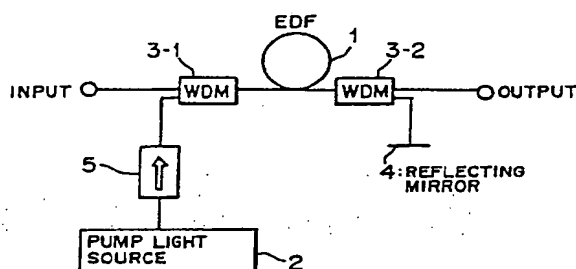 EDF
1
3-1
3-2
INPUT
WDM
WDM
OUTPUT
5
4: REFLECTING
MIRROR
PUMP LIGHT
SOURCE
2